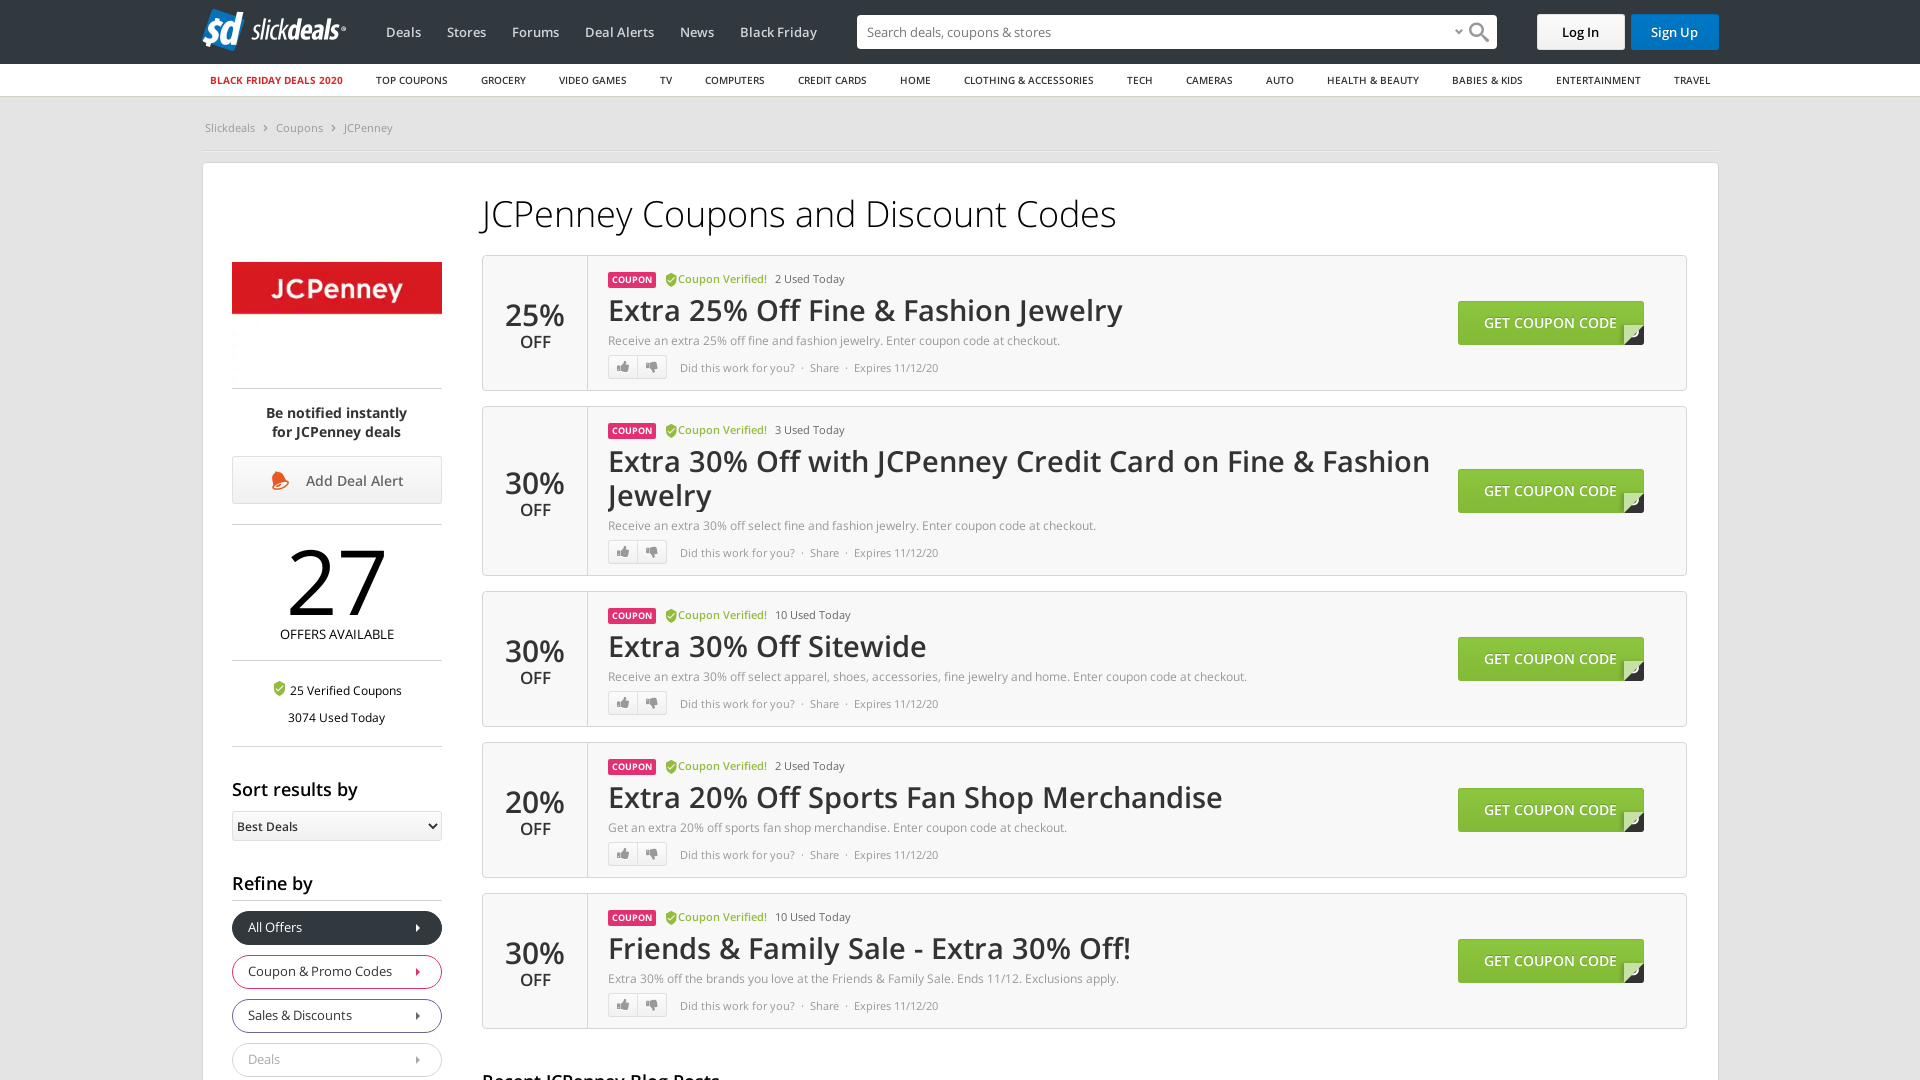 sd slickdeals®
Deals Stores Forums Deal Alerts News Black Friday
Search deals, coupons & stores
Log In Sign Up
BLACK FRIDAY DEALS 2020 TOP COUPONS GROCERY VIDEO GAMES TV COMPUTERS CREDIT CARDS HOME CLOTHING & ACCESSORIES TECH CAMERAS AUTO HEALTH & BEAUTY BABIES & KIDS ENTERTAINMENT TRAVEL
Slickdeals › Coupons › JCPenney
JCPenney
Be notified instantly
for JCPenney deals
Add Deal Alert
27
OFFERS AVAILABLE
25 Verified Coupons
3074 Used Today
Sort results by
Best Deals
Refine by
All Offers
Coupon & Promo Codes
Sales & Discounts
Deals
JCPenney Coupons and Discount Codes
25%
OFF
COUPON Coupon Verified! 2 Used Today
Extra 25% Off Fine & Fashion Jewelry
Receive an extra 25% off fine and fashion jewelry. Enter coupon code at checkout.
Did this work for you? · Share · Expires 11/12/20
GET COUPON CODE
30%
OFF
COUPON Coupon Verified! 3 Used Today
Extra 30% Off with JCPenney Credit Card on Fine & Fashion
Jewelry
Receive an extra 30% off select fine and fashion jewelry. Enter coupon code at checkout.
Did this work for you? · Share · Expires 11/12/20
GET COUPON CODE
30%
OFF
COUPON Coupon Verified! 10 Used Today
Extra 30% Off Sitewide
Receive an extra 30% off select apparel, shoes, accessories, fine jewelry and home. Enter coupon code at checkout.
Did this work for you? · Share · Expires 11/12/20
GET COUPON CODE
20%
OFF
COUPON Coupon Verified! 2 Used Today
Extra 20% Off Sports Fan Shop Merchandise
Get an extra 20% off sports fan shop merchandise. Enter coupon code at checkout.
Did this work for you? · Share · Expires 11/12/20
GET COUPON CODE
30%
OFF
COUPON Coupon Verified! 10 Used Today
Friends & Family Sale - Extra 30% Off!
Extra 30% off the brands you love at the Friends & Family Sale. Ends 11/12. Exclusions apply.
Did this work for you? · Share · Expires 11/12/20
GET COUPON CODE
Recent JCPenney Blog Posts